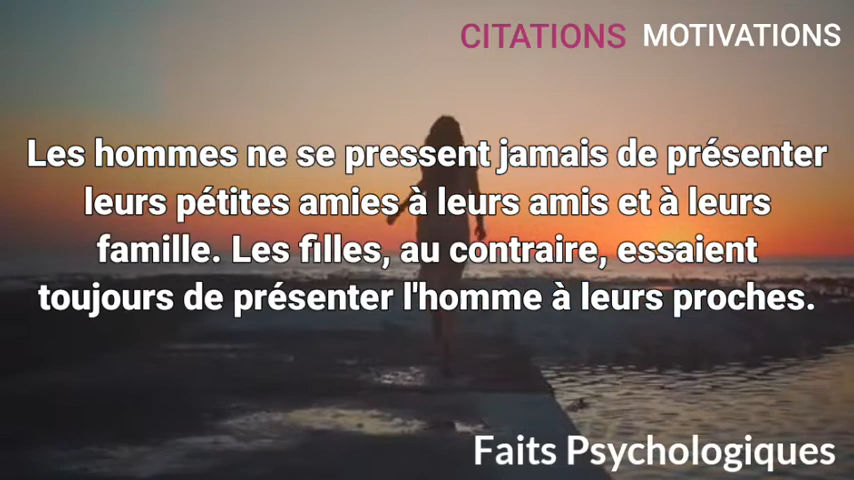 CITATIONS MOTIVATIONS
Les hommes ne se pressent jamais de présenter
leurs pétites amies à leurs amis et à leurs
famille. Les filles, au contraire, essaient
toujours de présenter l'homme à leurs proches.
Faits Psychologiques